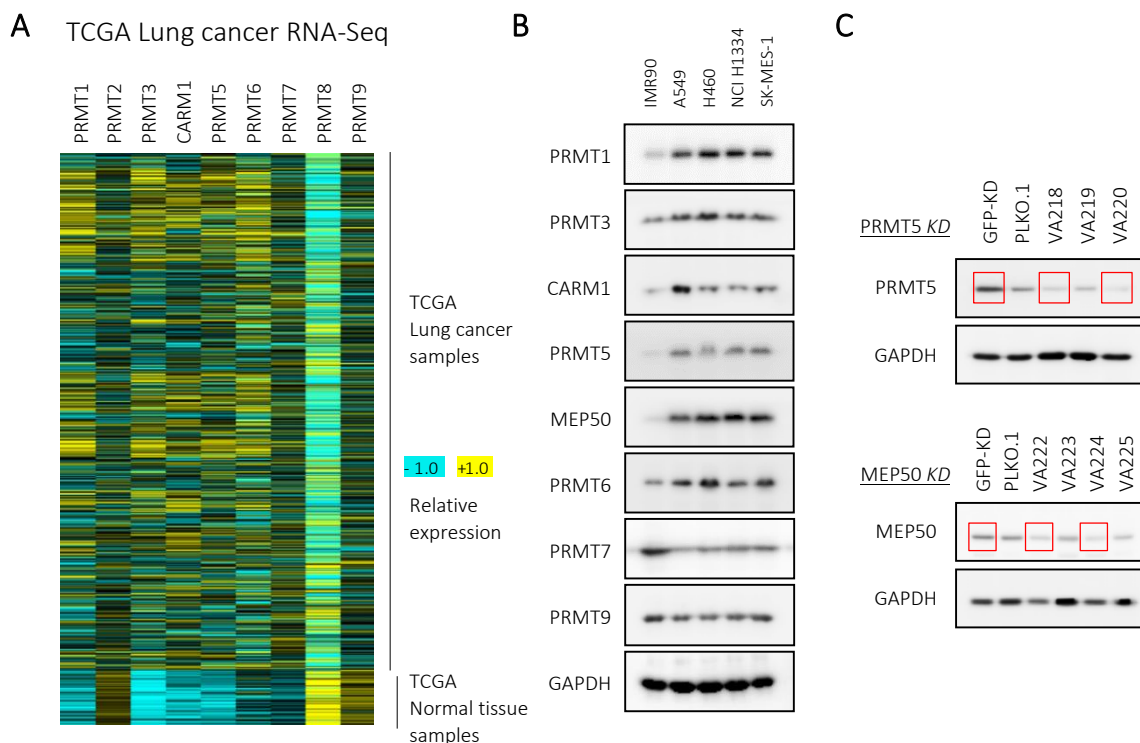 A
TCGA Lung cancer RNA-Seq
PRMT1
PRMT2
PRMT3
CARM1
PRMT5
PRMT6
PRMT7
PRMT8
PRMT9
TCGA
Lung cancer
samples
- 1.0
+1.0
Relative
expression
TCGA
Normal tissue
samples
B
IMR90
A549
H460
NCI H1334
SK-MES-1
PRMT1
PRMT3
CARM1
PRMT5
MEP50
PRMT6
PRMT7
PRMT9
GAPDH
C
PRMT5 KD
GFP-KD
PLKO.1
VA218
VA219
VA220
PRMT5
GAPDH
MEP50 KD
GFP-KD
PLKO.1
VA222
VA223
VA224
VA225
MEP50
GAPDH